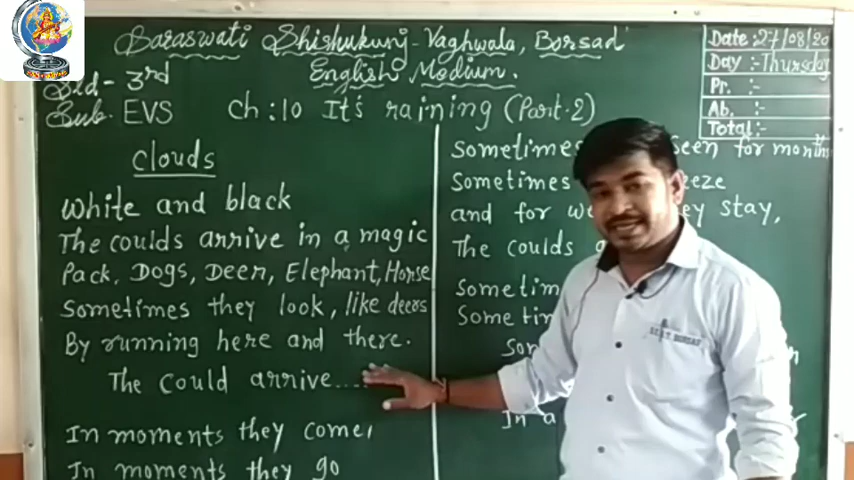 Saraswati Shishukunj-Vaghwala, Borsad
English Medium.
Date :- 27/08/20
Day :- Thursday
Pr. :-
Ab. :-
Total:-
Std - 3rd
Sub. EVS
Ch : 10 It's raining (Part-2)
Clouds
White and black
The coulds arrive in a magic
Pack, Dogs, Deer, Elephant, Horse
Sometimes they look, like deers
By running here and there.
The Could arrive....
In moments they come,
In moments they go
Sometimes seen for months
Sometimes
and for we ey stay,
The coulds
Sometim
Sometim
Som
In a